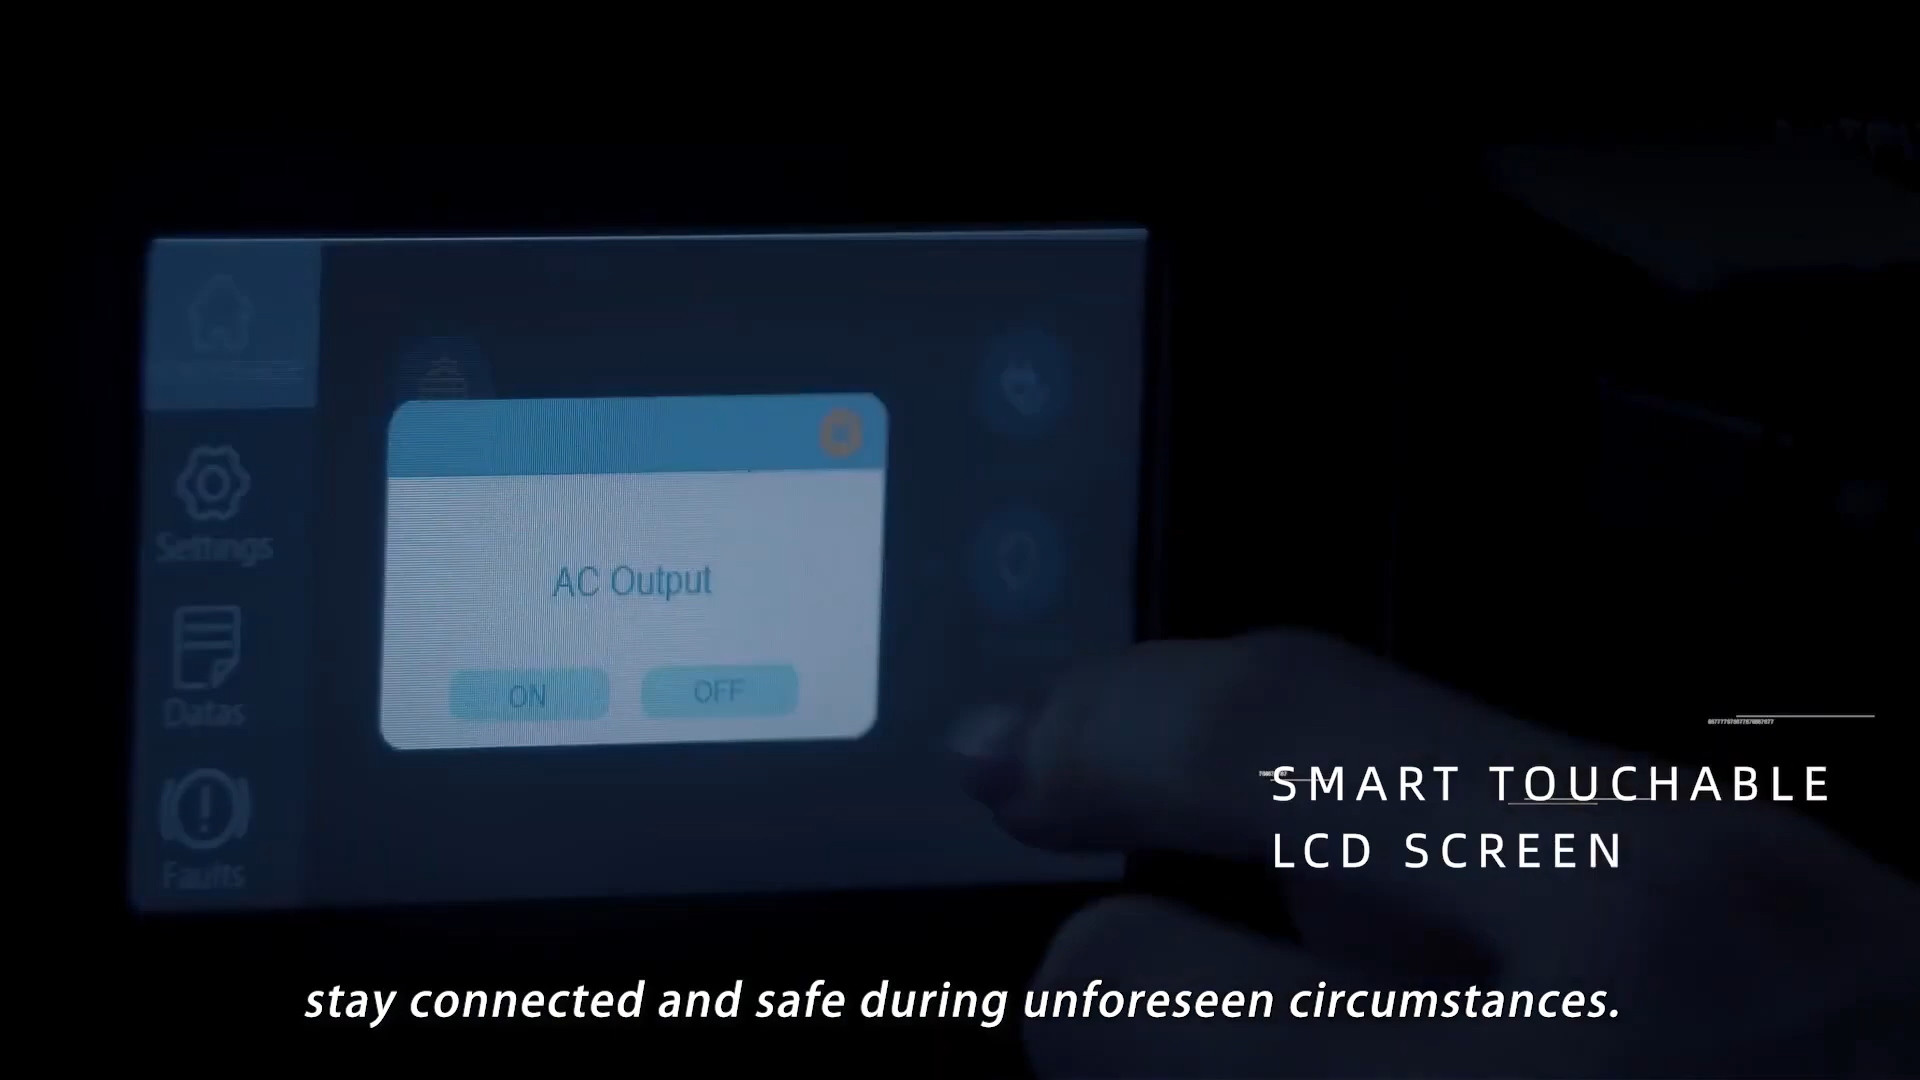 Settings
Datas
Faults
AC Output
ON
OFF
SMART TOUCHABLE
LCD SCREEN
stay connected and safe during unforeseen circumstances.